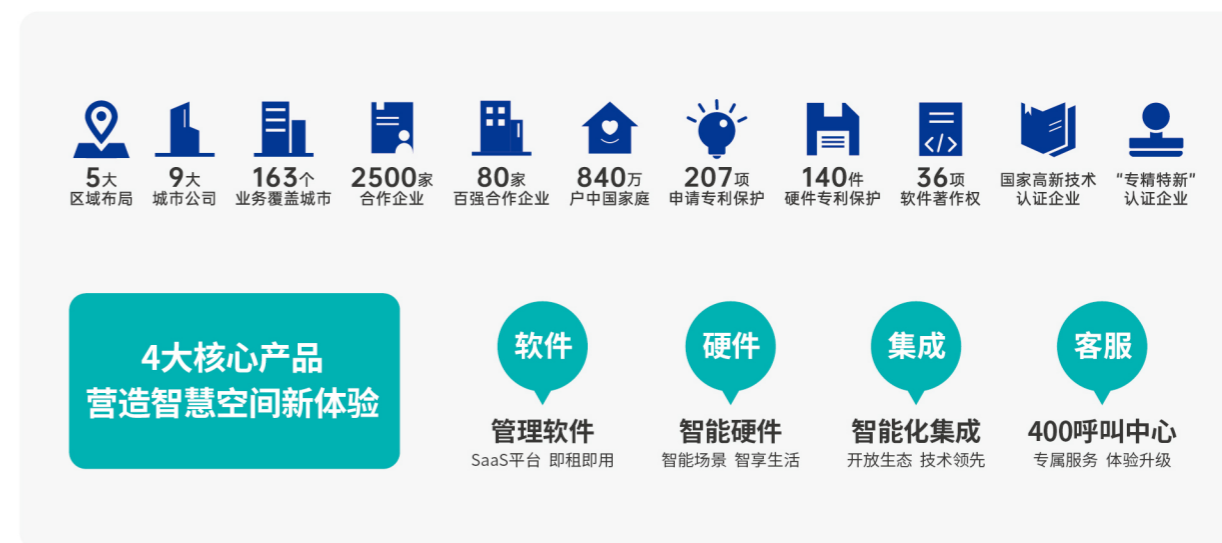 5大 9大 163个 2500家 80家 840万 207项 140件 36项 国家高新技术 "专精特新"
区域布局 城市公司 业务覆盖城市 合作企业 百强合作企业 户中国家庭 申请专利保护 硬件专利保护 软件著作权 认证企业 认证企业
4大核心产品
营造智慧空间新体验
软件 硬件 集成 客服
管理软件 智能硬件 智能化集成 400呼叫中心
SaaS平台 即租即用 智能场景 智享生活 开放生态 技术领先 专属服务 体验升级